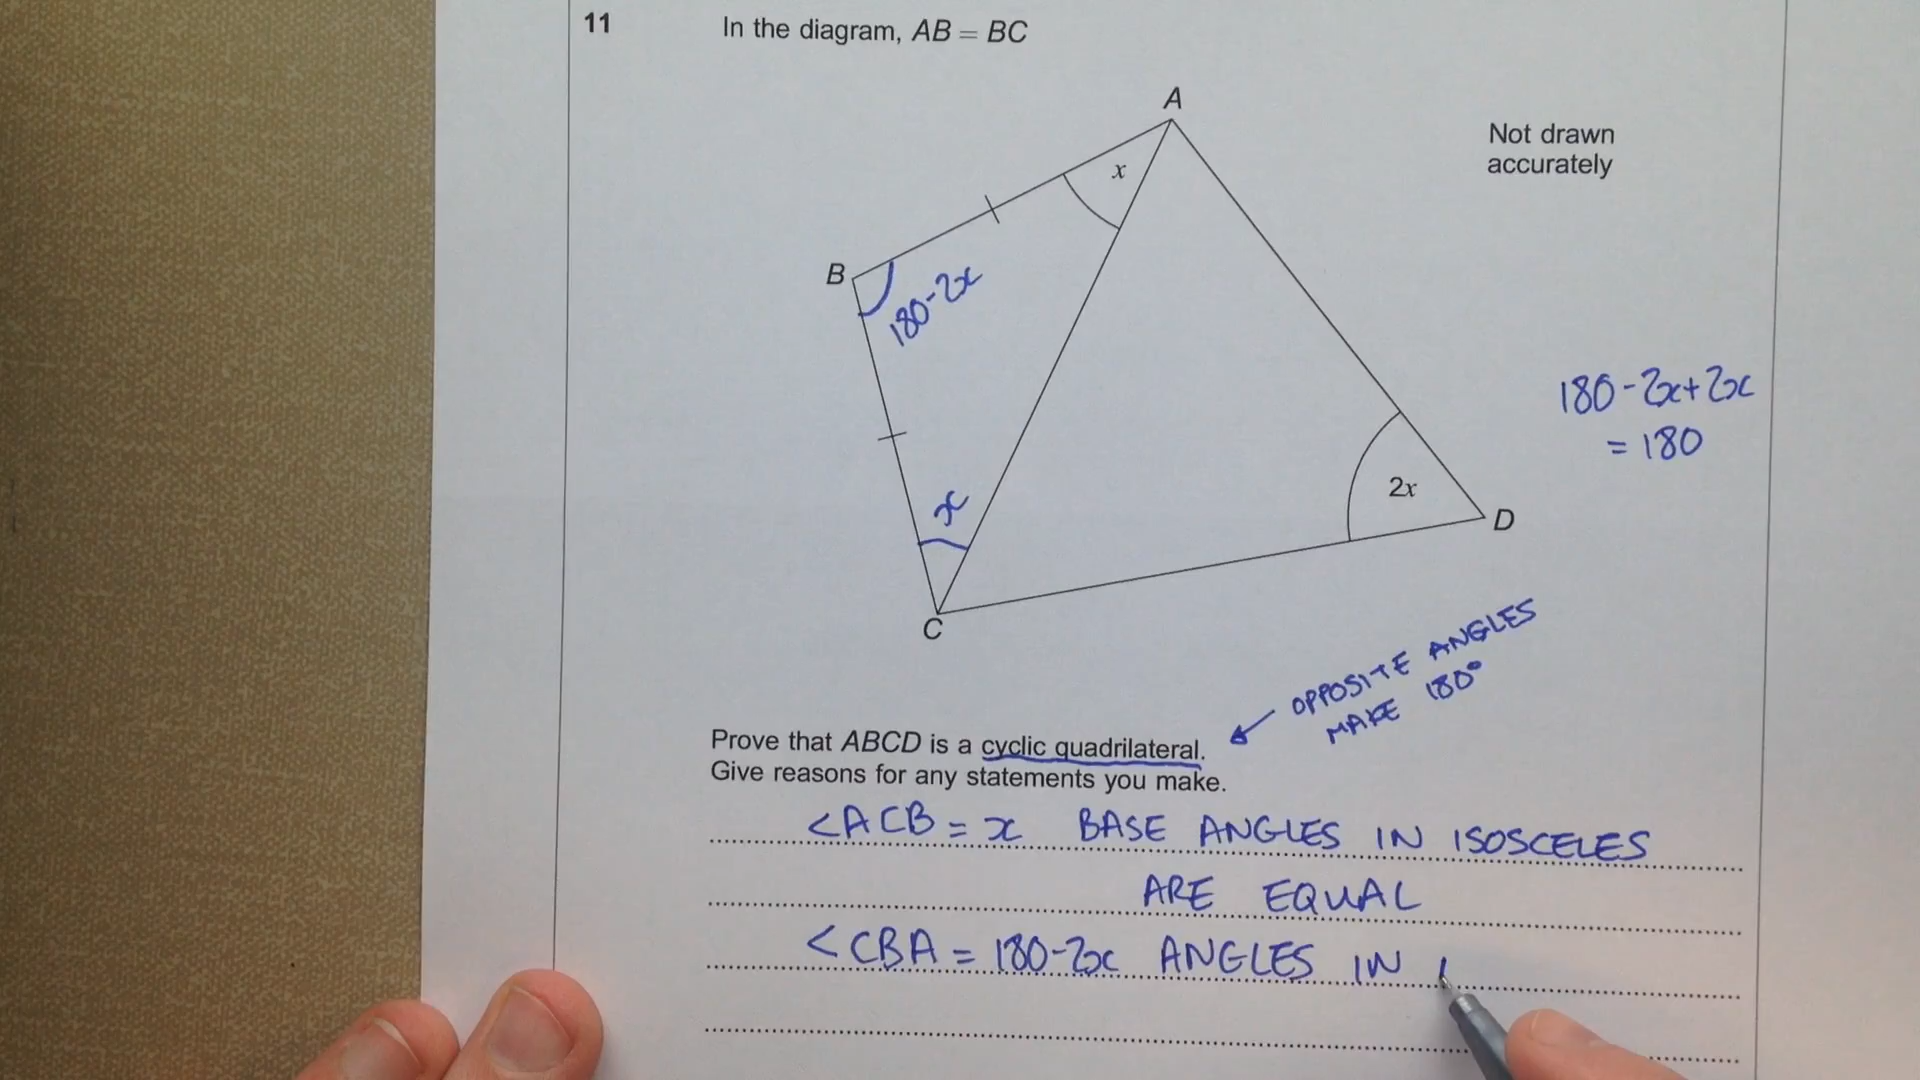 11 In the diagram, AB = BC
A
Not drawn
accurately
x
B
180-2x
180-2x+2x
= 180
2x
x
D
C
OPPOSITE ANGLES
MAKE 180°
Prove that ABCD is a cyclic quadrilateral.
Give reasons for any statements you make.
<ACB = x BASE ANGLES IN ISOSCELES
ARE EQUAL
<CBA = 180-2x ANGLES IN